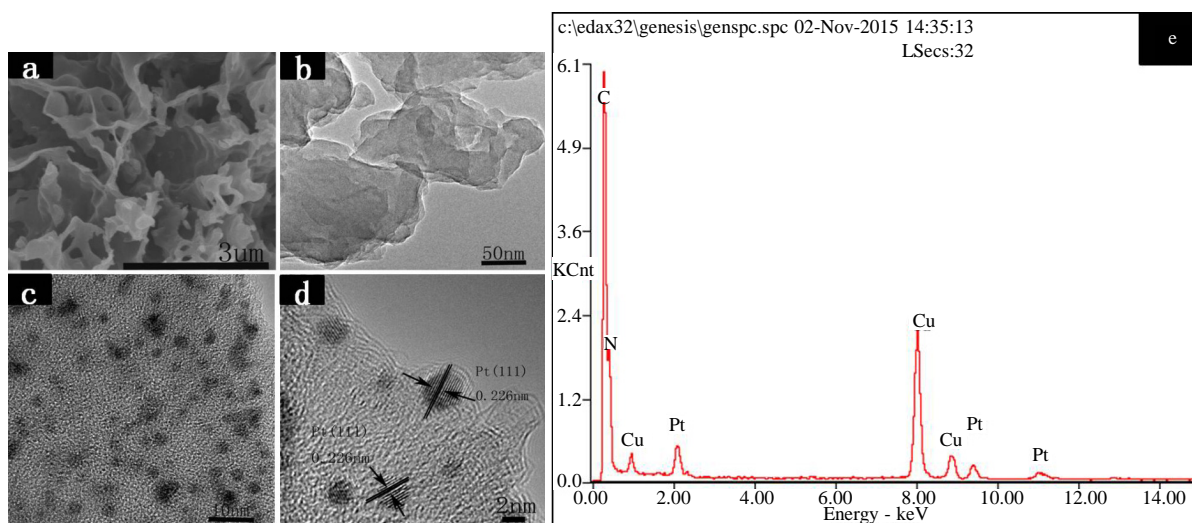 a
3um
b
50nm
c
10nm
d
Pt(111)
0.226nm
Pt(111)
0.226nm
2nm
c:\edax32\genesis\genspc.spc 02-Nov-2015 14:35:13
LSecs:32
e
6.1
4.9
3.6
KCnt
2.4
1.2
0.0
C
N
Cu
Pt
Cu
Cu
Pt
Pt
0.00 2.00 4.00 6.00 8.00 10.00 12.00 14.00
Energy - keV